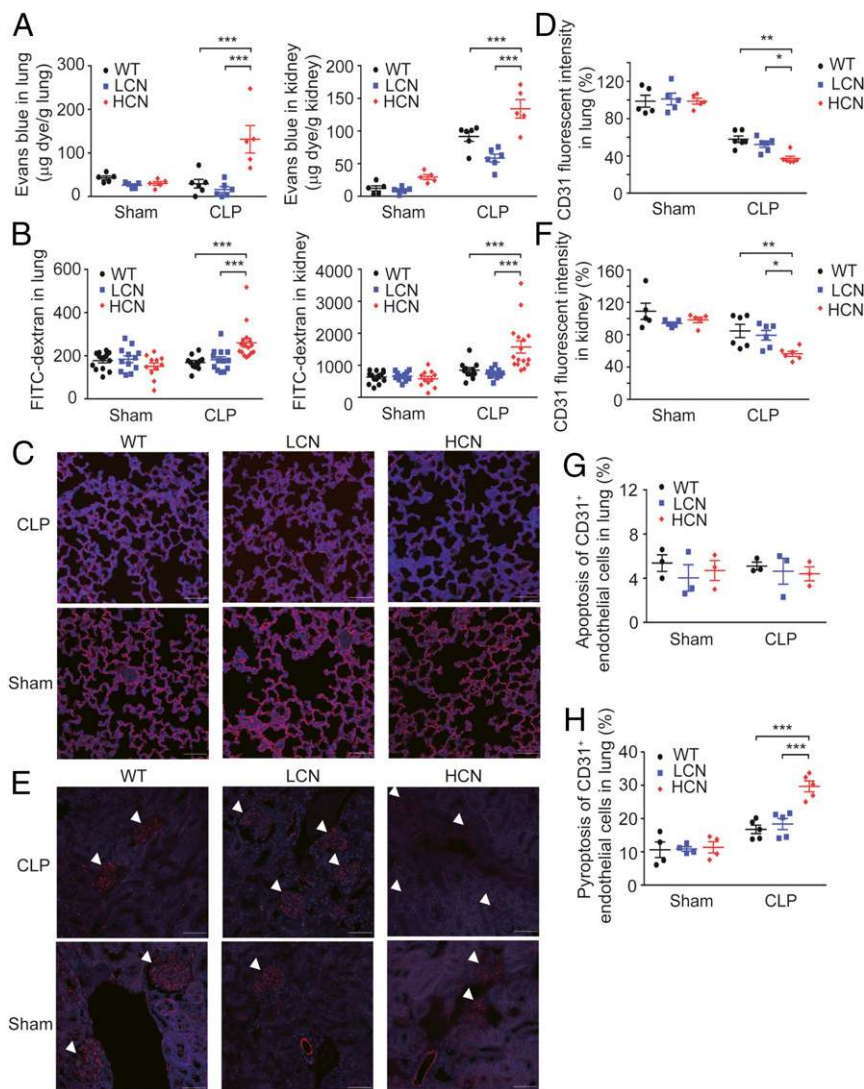 A
Evans blue in lung
(μg dye/g lung)
300
200
100
0
WT
LCN
HCN
***
***
Sham
CLP
Evans blue in kidney
(μg dye/g kidney)
200
150
100
50
0
WT
LCN
HCN
***
***
Sham
CLP
B
FITC-dextran in lung
600
400
200
0
WT
LCN
HCN
***
***
Sham
CLP
FITC-dextran in kidney
4000
3000
2000
1000
0
WT
LCN
HCN
***
***
Sham
CLP
C
WT
LCN
HCN
CLP
Sham
E
WT
LCN
HCN
CLP
Sham
D
CD31 fluorescent intensity
in lung (%)
160
120
80
40
0
WT
LCN
HCN
**
*
Sham
CLP
F
CD31 fluorescent intensity
in kidney (%)
160
120
80
40
0
WT
LCN
HCN
**
*
Sham
CLP
G
Apoptosis of CD31+
endothelial cells in lung (%)
12
8
4
0
WT
LCN
HCN
Sham
CLP
H
Pyroptosis of CD31+
endothelial cells in lung (%)
40
30
20
10
0
WT
LCN
HCN
***
***
Sham
CLP